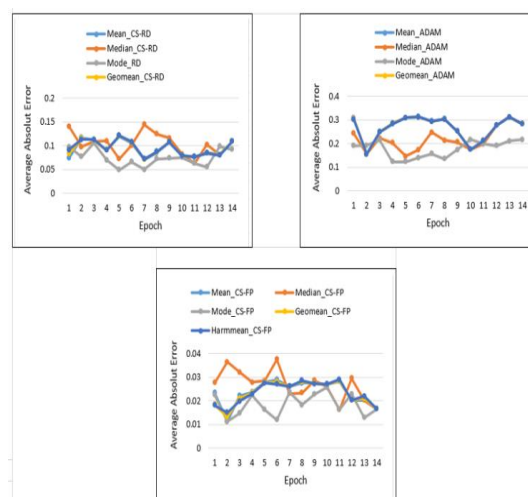 Mean_CS-RD
Median_CS-RD
Mode_RD
Geomean_CS-RD
Average Absolut Error
0.2
0.15
0.1
0.05
0
1 2 3 4 5 6 7 8 9 10 11 12 13 14
Epoch
Mean_ADAM
Median_ADAM
Mode_ADAM
Geomean_ADAM
Average Absolut Error
0.4
0.3
0.2
0.1
0
1 2 3 4 5 6 7 8 9 10 11 12 13 14
Epoch
Mean_CS-FP Median_CS-FP
Mode_CS-FP Geomean_CS-FP
Harmmean_CS-FP
Average Absolut Error
0.04
0.03
0.02
0.01
0
1 2 3 4 5 6 7 8 9 10 11 12 13 14
Epoch